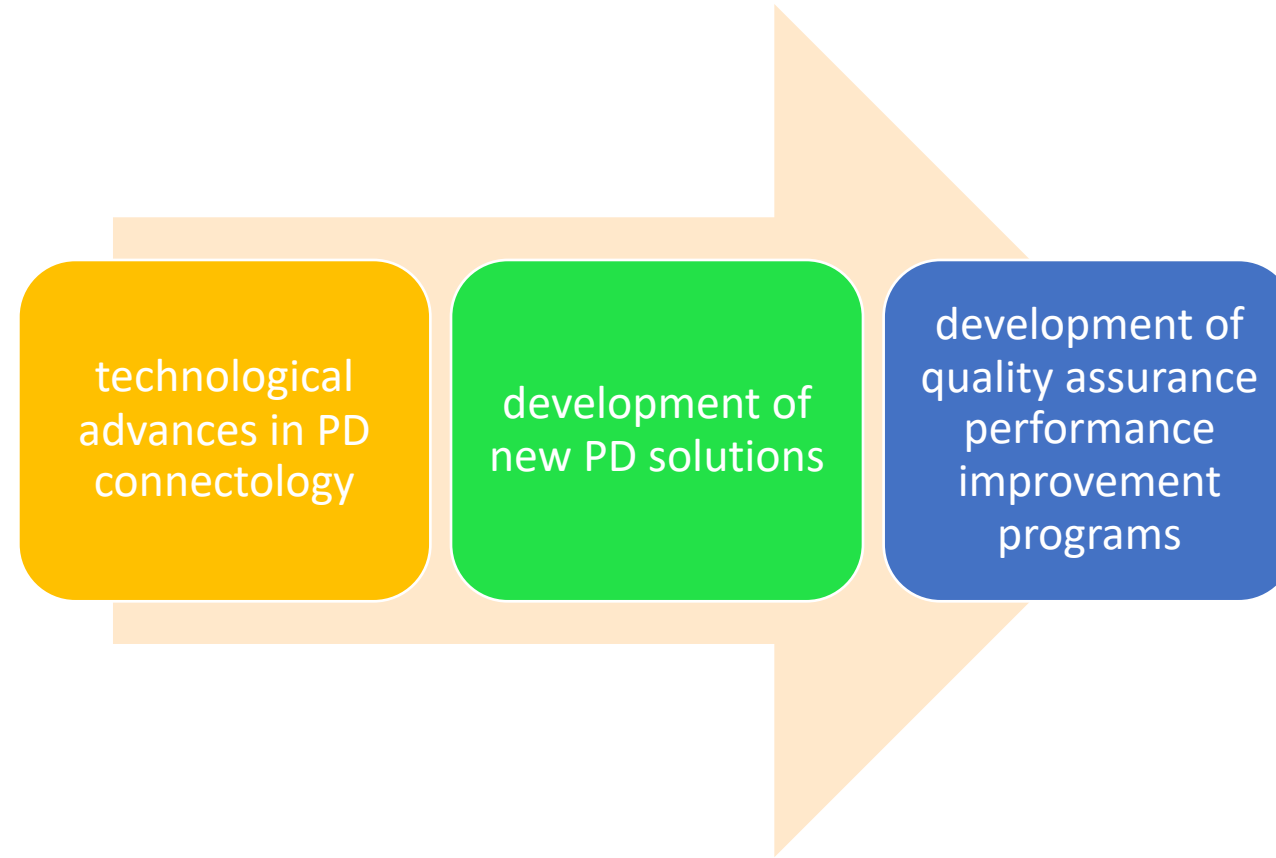 technological
advances in PD
connectology
development of
new PD solutions
development of
quality assurance
performance
improvement
programs